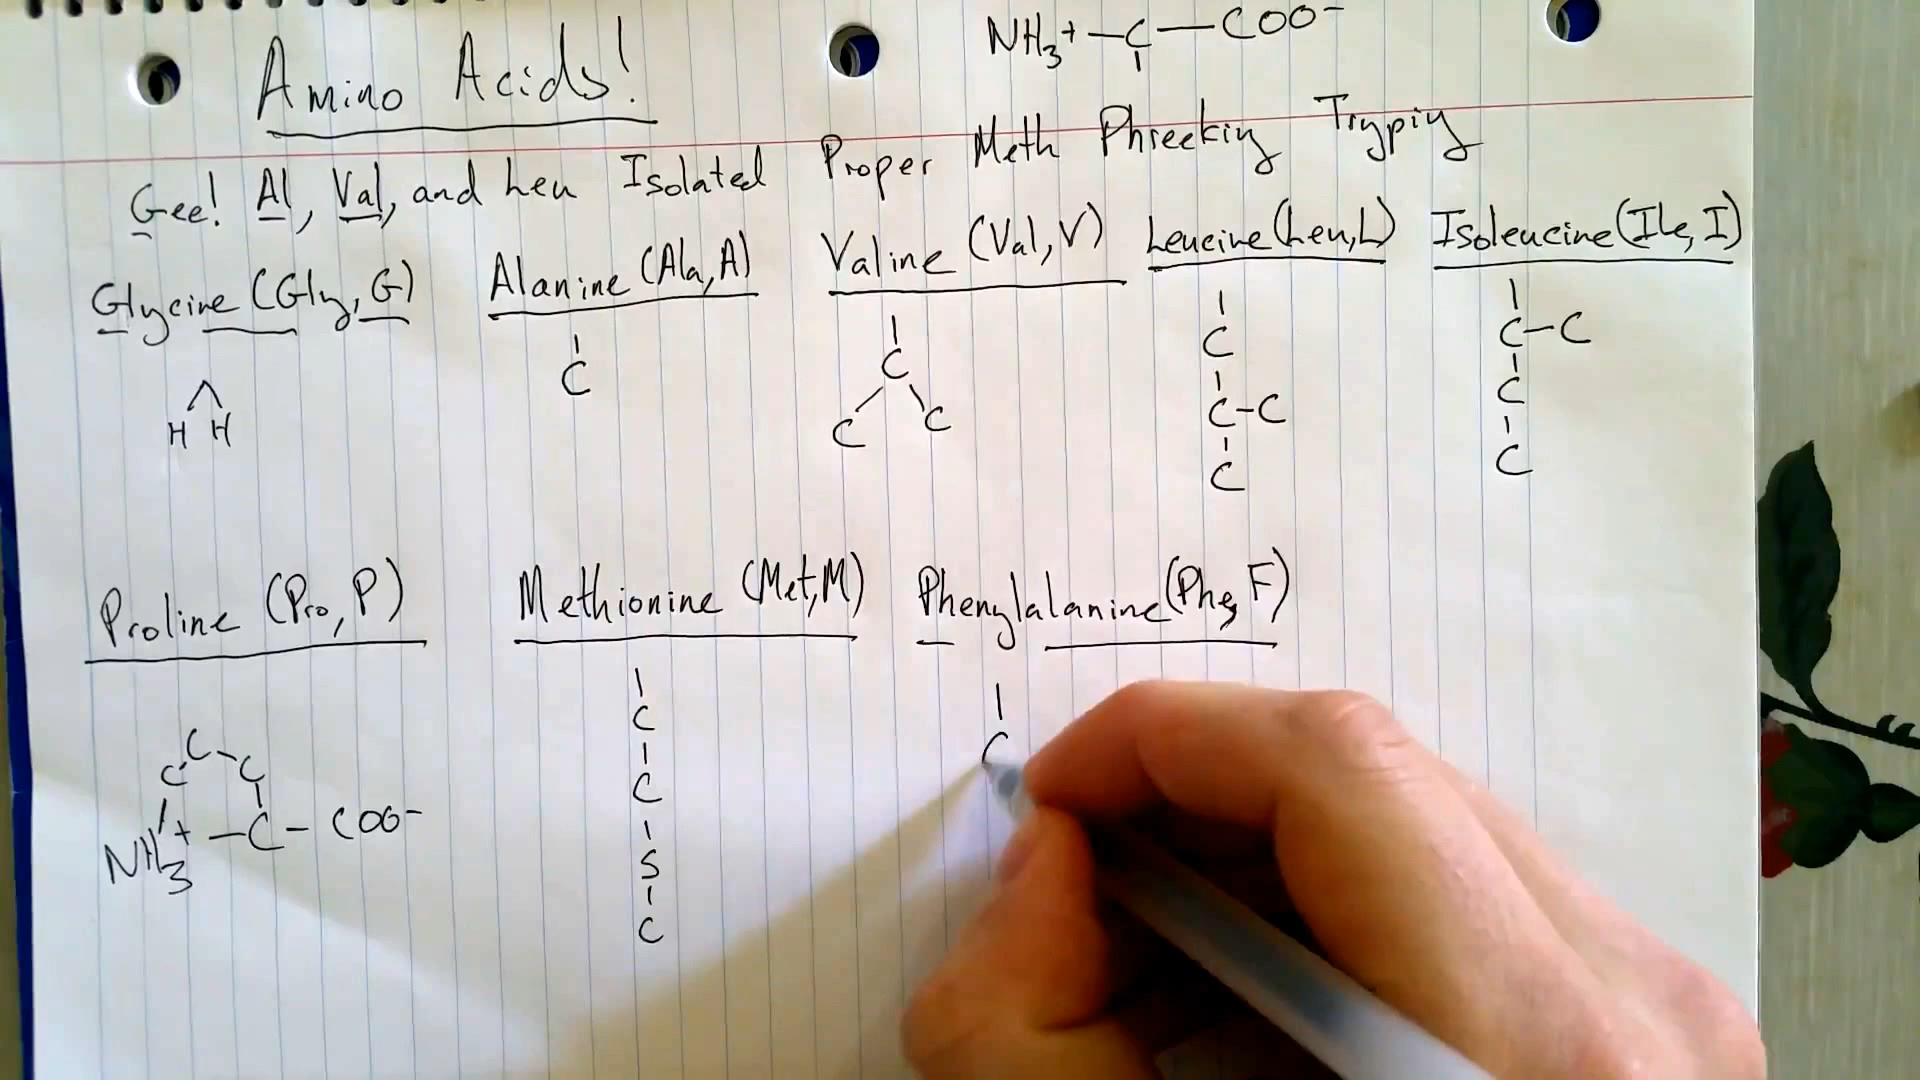 Amino Acids!
NH3+ — C — COO-
Gee! Al, Val, and Leu Isolated Proper Meth Phreeking Tryping
Glycine (Gly, G)
Alanine (Ala, A)
Valine (Val, V)
Leucine (Leu, L)
Isoleucine (Ile, I)
H H
C
C
C C
C
C-C
C
C-C
C
C
Proline (Pro, P)
Methionine (Met, M)
Phenylalanine (Phe, F)
C
C C
NH3+ — C — COO-
C
C
S
C
C